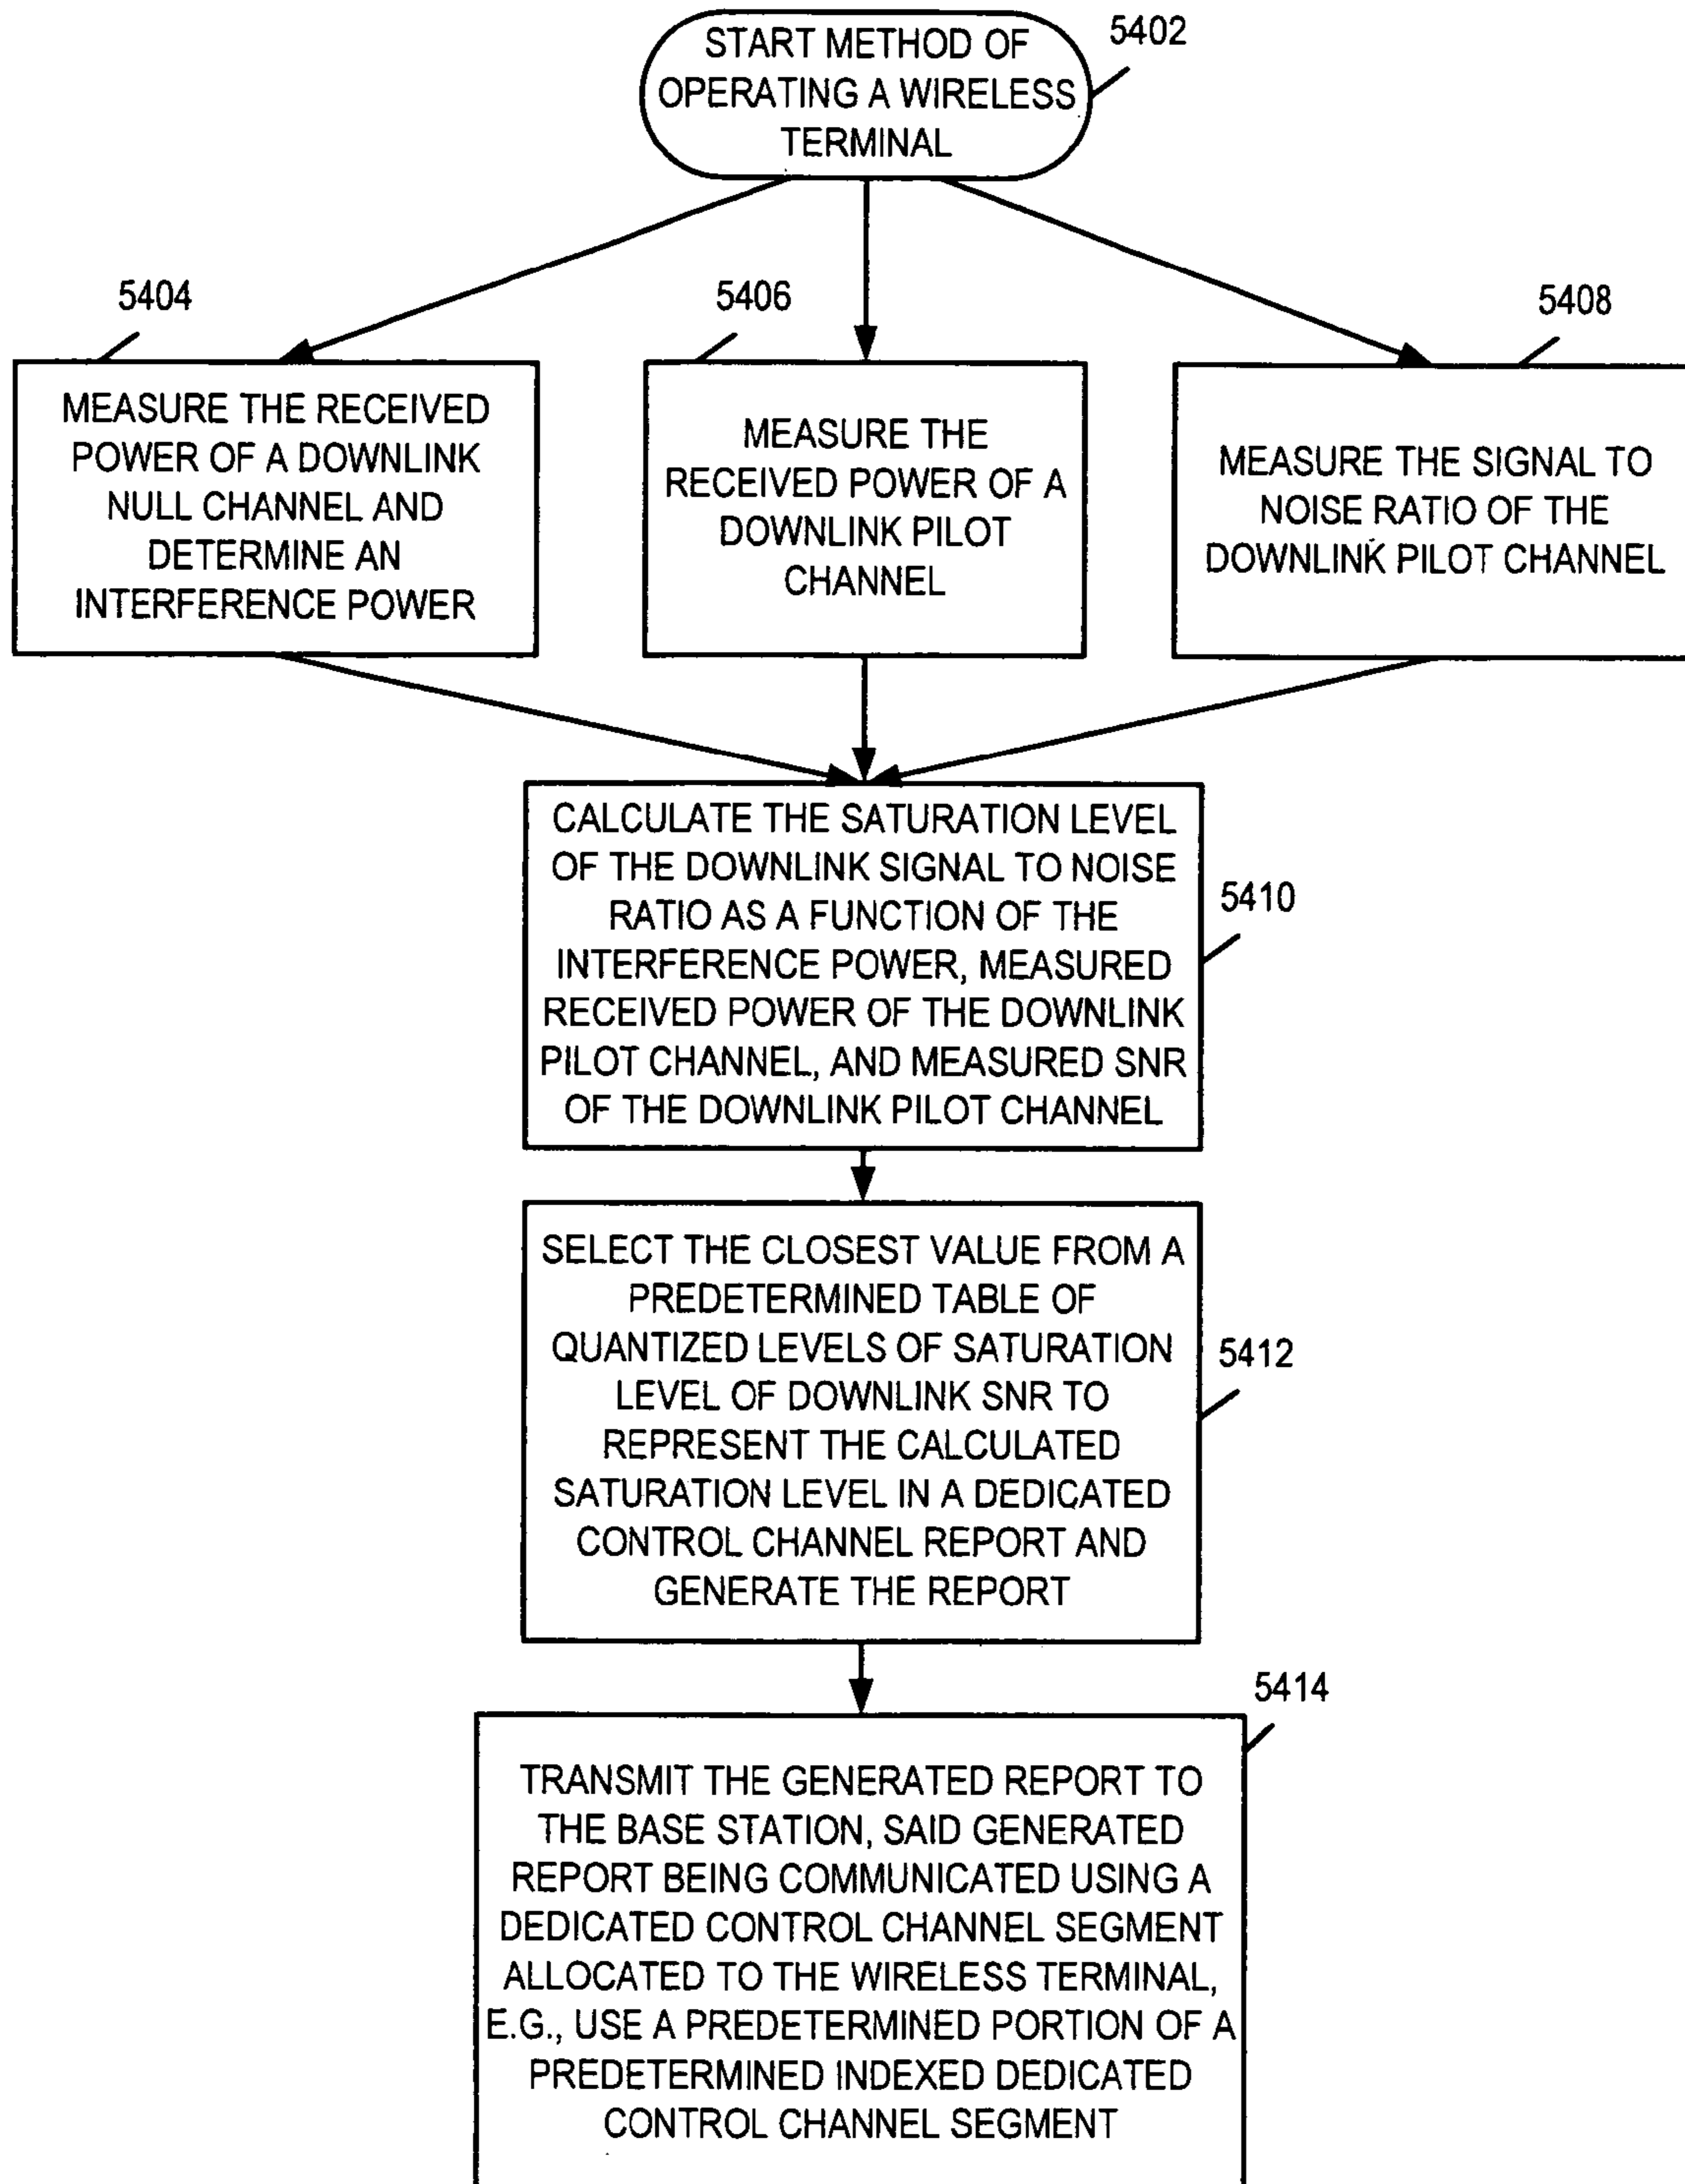 START METHOD OF
OPERATING A WIRELESS
TERMINAL
5402
5404
5406
5408
MEASURE THE RECEIVED
POWER OF A DOWNLINK
NULL CHANNEL AND
DETERMINE AN
INTERFERENCE POWER
MEASURE THE
RECEIVED POWER OF A
DOWNLINK PILOT
CHANNEL
MEASURE THE SIGNAL TO
NOISE RATIO OF THE
DOWNLINK PILOT CHANNEL
CALCULATE THE SATURATION LEVEL
OF THE DOWNLINK SIGNAL TO NOISE
RATIO AS A FUNCTION OF THE
INTERFERENCE POWER, MEASURED
RECEIVED POWER OF THE DOWNLINK
PILOT CHANNEL, AND MEASURED SNR
OF THE DOWNLINK PILOT CHANNEL
5410
SELECT THE CLOSEST VALUE FROM A
PREDETERMINED TABLE OF
QUANTIZED LEVELS OF SATURATION
LEVEL OF DOWNLINK SNR TO
REPRESENT THE CALCULATED
SATURATION LEVEL IN A DEDICATED
CONTROL CHANNEL REPORT AND
GENERATE THE REPORT
5412
5414
TRANSMIT THE GENERATED REPORT TO
THE BASE STATION, SAID GENERATED
REPORT BEING COMMUNICATED USING A
DEDICATED CONTROL CHANNEL SEGMENT
ALLOCATED TO THE WIRELESS TERMINAL,
E.G., USE A PREDETERMINED PORTION OF A
PREDETERMINED INDEXED DEDICATED
CONTROL CHANNEL SEGMENT